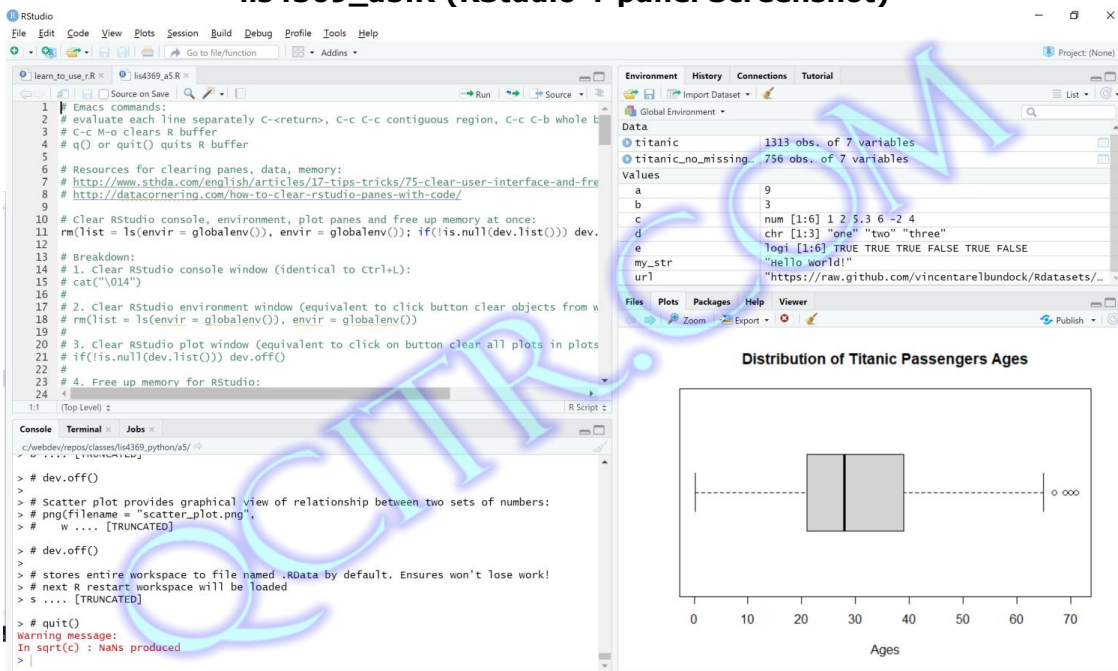 lis4369_a5.R (RStudio 4-panel Screenshot)
RStudio
File Edit Code View Plots Session Build Debug Profile Tools Help
Go to file/function Addins
Project: (None)
learn_to_use_r.R lis4369_a5.R
Source on Save Run Source
1 # Emacs commands:
2 # evaluate each line separately C-<return>, C-c C-c contiguous region, C-c C-b whole b
3 # C-c M-o clears R buffer
4 # q() or quit() quits R buffer
5
6 # Resources for clearing panes, data, memory:
7 # http://www.sthda.com/english/articles/17-tips-tricks/75-clear-user-interface-and-fre
8 # http://datacornering.com/how-to-clear-rstudio-panes-with-code/
9
10 # Clear RStudio console, environment, plot panes and free up memory at once:
11 rm(list = ls(envir = globalenv()), envir = globalenv()); if(!is.null(dev.list())) dev.
12
13 # Breakdown:
14 # 1. Clear RStudio console window (identical to Ctrl+L):
15 # cat("\014")
16 #
17 # 2. Clear RStudio environment window (equivalent to click button clear objects from w
18 # rm(list = ls(envir = globalenv()), envir = globalenv())
19 #
20 # 3. Clear RStudio plot window (equivalent to click on button clear all plots in plots
21 # if(!is.null(dev.list())) dev.off()
22 #
23 # 4. Free up memory for RStudio:
24
1:1 (Top Level) R Script
Console Terminal Jobs
c:/webdev/repos/classes/lis4369_python/a5/
> b .... [TRUNCATED]
> # dev.off()
>
> # Scatter plot provides graphical view of relationship between two sets of numbers:
> # png(filename = "scatter_plot.png",
> # w .... [TRUNCATED]
> # dev.off()
>
> # stores entire workspace to file named .RData by default. Ensures won't lose work!
> # next R restart workspace will be loaded
> s .... [TRUNCATED]
> # quit()
Warning message:
In sqrt(c) : NaNs produced
>
Environment History Connections Tutorial
Import Dataset List
Global Environment
Data
titanic 1313 obs. of 7 variables
titanic_no_missing_ 756 obs. of 7 variables
Values
a 9
b 3
c num [1:6] 1 2 5.3 6 -2 4
d chr [1:3] "one" "two" "three"
e logi [1:6] TRUE TRUE TRUE FALSE TRUE FALSE
my_str "Hello World!"
url "https://raw.github.com/vincentarelbundock/Rdatasets/…
Files Plots Packages Help Viewer
Zoom Export Publish
Distribution of Titanic Passengers Ages
0 10 20 30 40 50 60 70
Ages
QCITR.COM